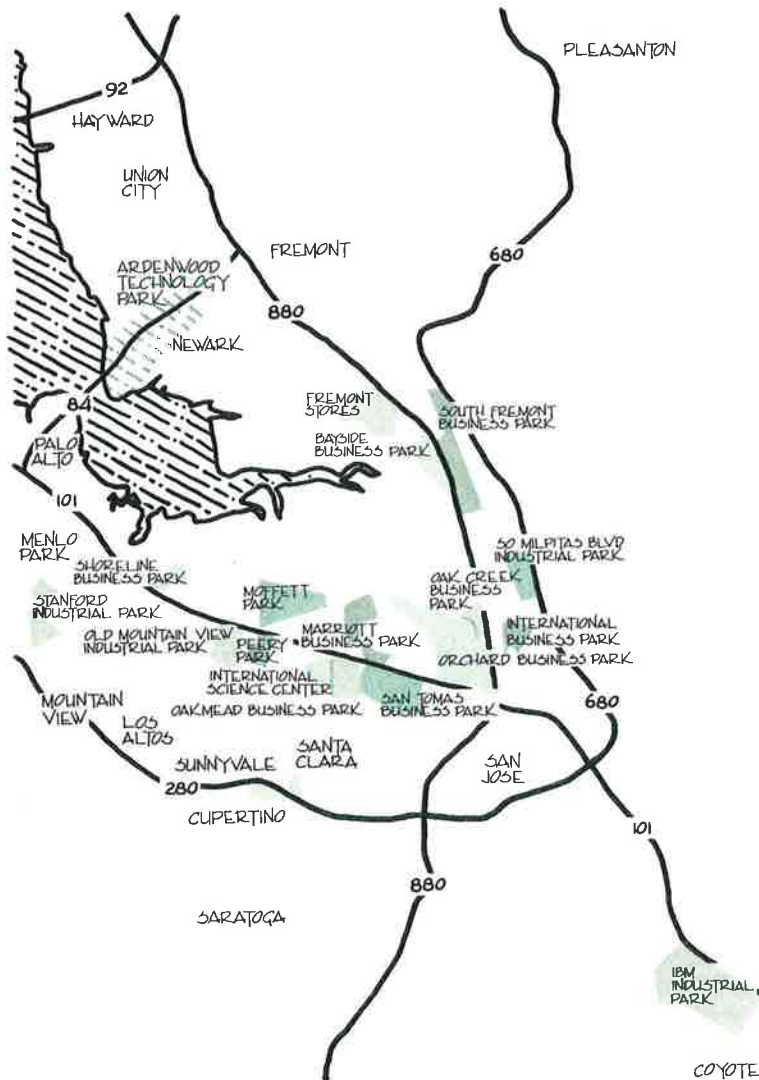 PLEASANTON
92
HAYWARD
UNION
CITY
FREMONT
680
ARDENWOOD
TECHNOLOGY
PARK
880
NEWARK
84
FREMONT
STORES
SOUTH FREMONT
BUSINESS PARK
BAYSIDE
BUSINESS PARK
PALO
ALTO
101
MENLO
PARK
SO MILPITAS BLVD
INDUSTRIAL PARK
SHORELINE
BUSINESS PARK
OAK CREEK
BUSINESS
PARK
STANFORD
INDUSTRIAL PARK
MOFFETT
PARK
OLD MOUNTAIN VIEW
INDUSTRIAL PARK
PEERY
PARK
MARRIOTT
BUSINESS PARK
INTERNATIONAL
BUSINESS PARK
ORCHARD BUSINESS PARK
INTERNATIONAL
SCIENCE CENTER
OAKMEAD BUSINESS PARK
SAN TOMAS
BUSINESS PARK
680
MOUNTAIN
VIEW
LOS
ALTOS
SUNNYVALE
SANTA
CLARA
SAN
JOSE
280
CUPERTINO
101
880
SARATOGA
IBM
INDUSTRIAL
PARK
COYOTE